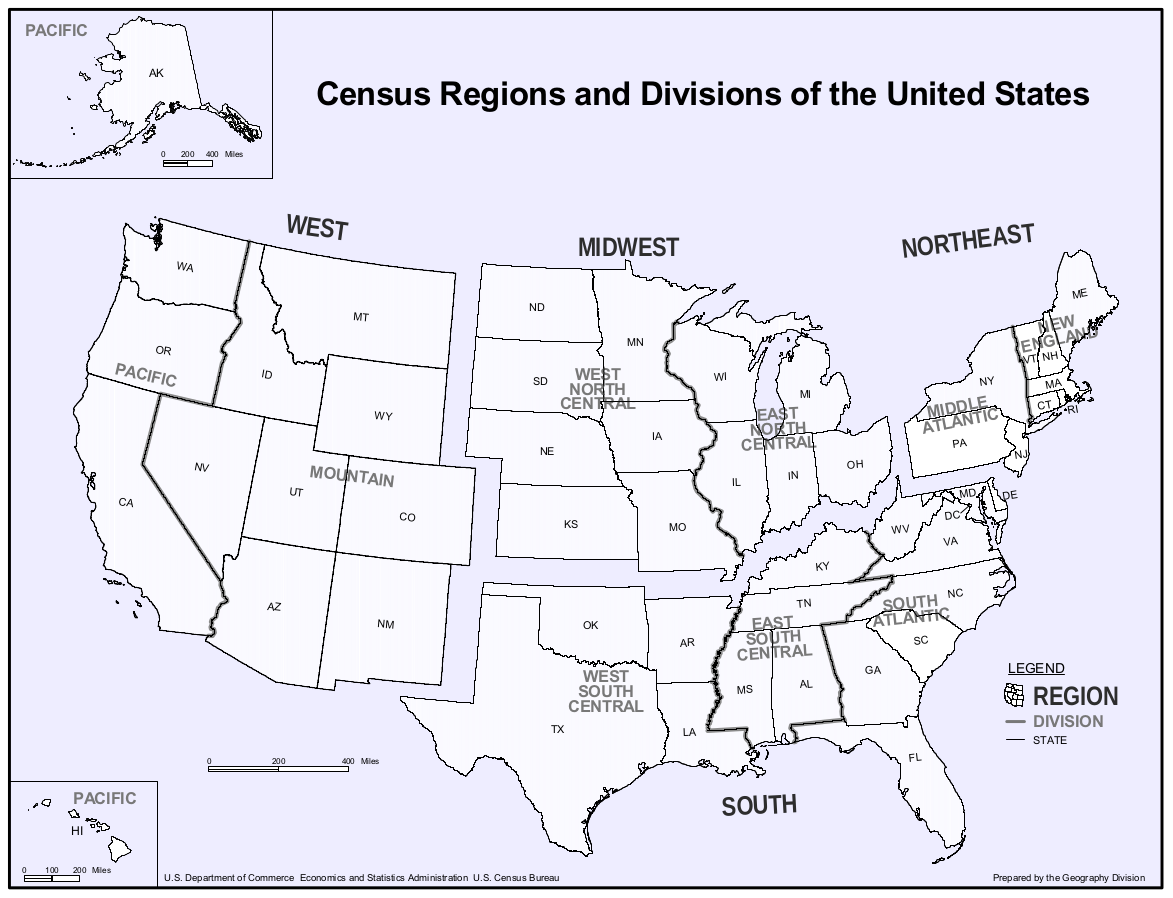 PACIFIC
AK
0 200 400 Miles
Census Regions and Divisions of the United States
WEST
MIDWEST
NORTHEAST
WA
MT
OR
ID
PACIFIC
WY
NV
MOUNTAIN
UT
CA
CO
AZ
NM
ND
MN
SD
WEST
NORTH
CENTRAL
IA
NE
KS
MO
WI
MI
EAST
NORTH
CENTRAL
IL
IN
OH
ME
NEW
ENGLAND
VT
NH
NY
MA
CT
RI
MIDDLE
ATLANTIC
PA
NJ
MD
DE
DC
WV
VA
KY
TN
NC
SOUTH
ATLANTIC
SC
EAST
SOUTH
CENTRAL
OK
AR
WEST
SOUTH
CENTRAL
MS
AL
GA
TX
LA
FL
SOUTH
LEGEND
REGION
DIVISION
STATE
0 200 400 Miles
PACIFIC
HI
0 100 200 Miles
U.S. Department of Commerce Economics and Statistics Administration U.S. Census Bureau
Prepared by the Geography Division